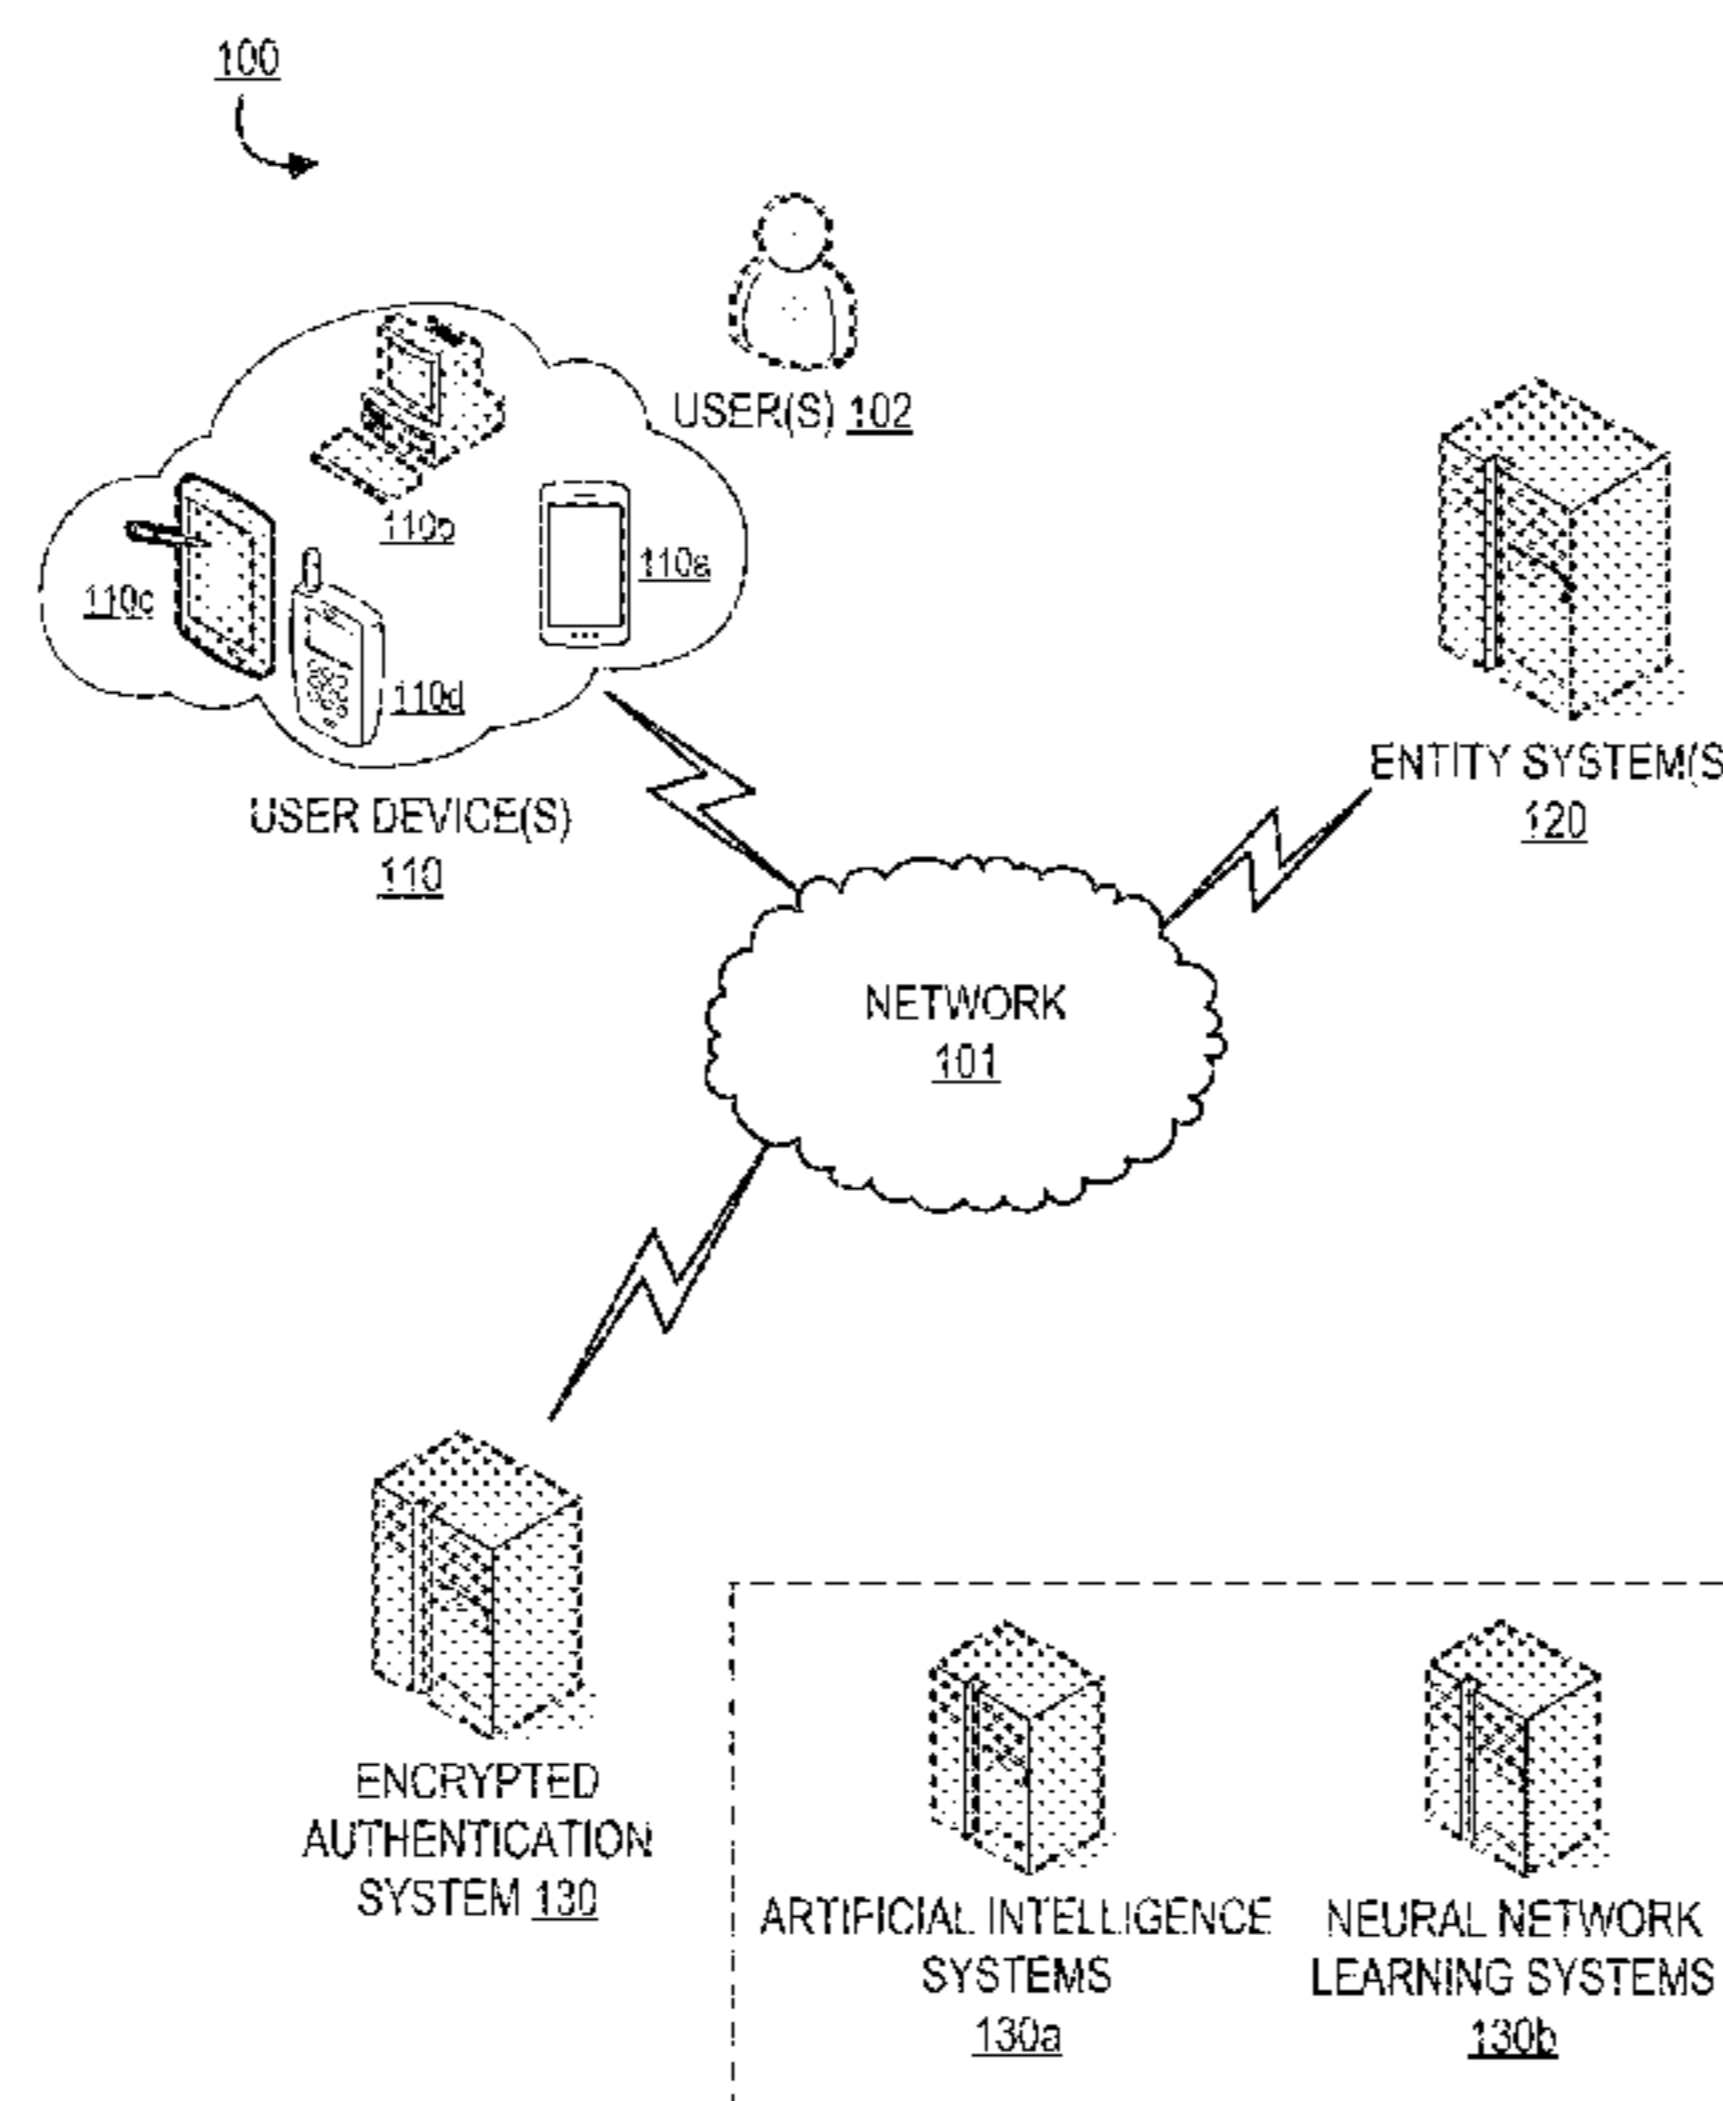 100
USER(S) 102
110b
110a
110c
110d
USER DEVICE(S)
110
ENTITY SYSTEM(S
120
NETWORK
101
ENCRYPTED
AUTHENTICATION
SYSTEM 130
ARTIFICIAL INTELLIGENCE
SYSTEMS
130a
NEURAL NETWORK
LEARNING SYSTEMS
130b